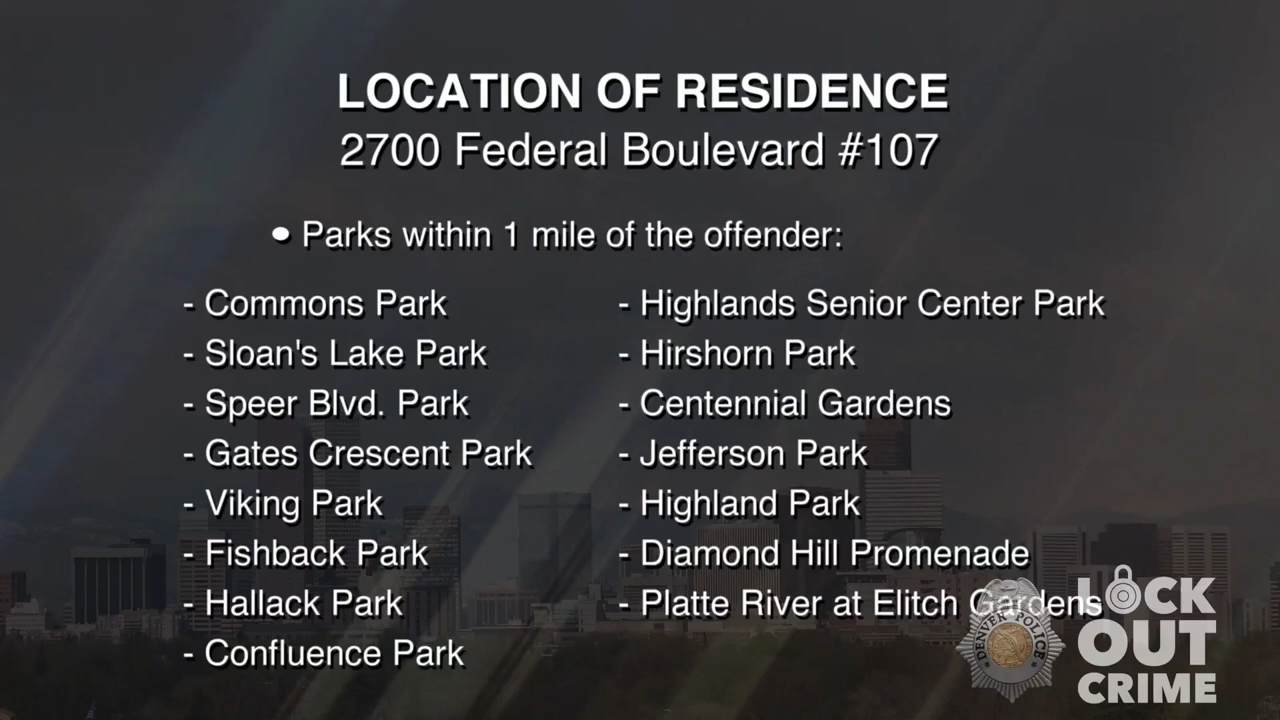 LOCATION OF RESIDENCE
2700 Federal Boulevard #107
• Parks within 1 mile of the offender:
- Commons Park
- Sloan's Lake Park
- Speer Blvd. Park
- Gates Crescent Park
- Viking Park
- Fishback Park
- Hallack Park
- Confluence Park
- Highlands Senior Center Park
- Hirshorn Park
- Centennial Gardens
- Jefferson Park
- Highland Park
- Diamond Hill Promenade
- Platte River at Elitch Gardens
DENVER POLICE
LOCK
OUT
CRIME